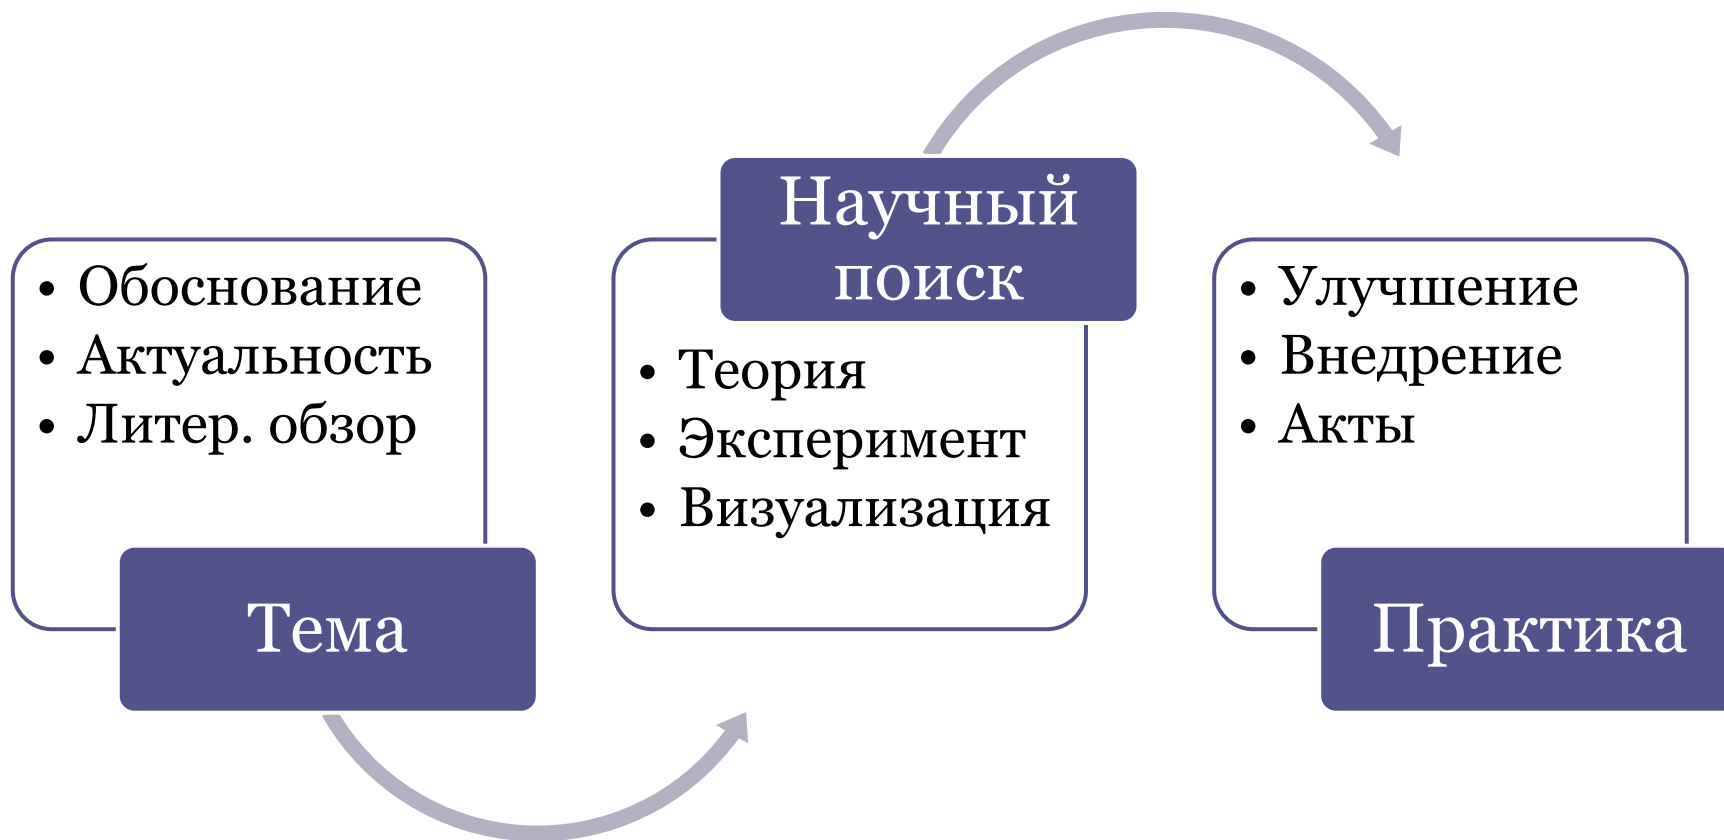 • Обоснование
• Актуальность
• Литер. обзор
Тема
Научный
поиск
• Теория
• Эксперимент
• Визуализация
• Улучшение
• Внедрение
• Акты
Практика